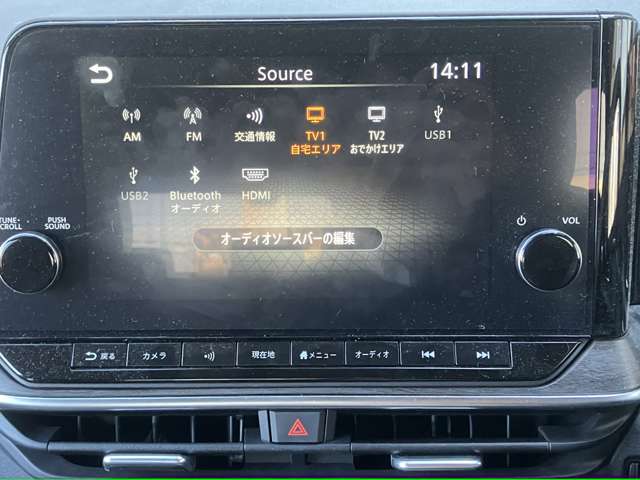 Source
14:11
AM
FM
交通情報
TV1
自宅エリア
TV2
おでかけエリア
USB1
USB2
Bluetooth
オーディオ
HDMI
オーディオソースバーの編集
TUNE·
SCROLL
PUSH
SOUND
VOL
戻る
カメラ
現在地
メニュー
オーディオ